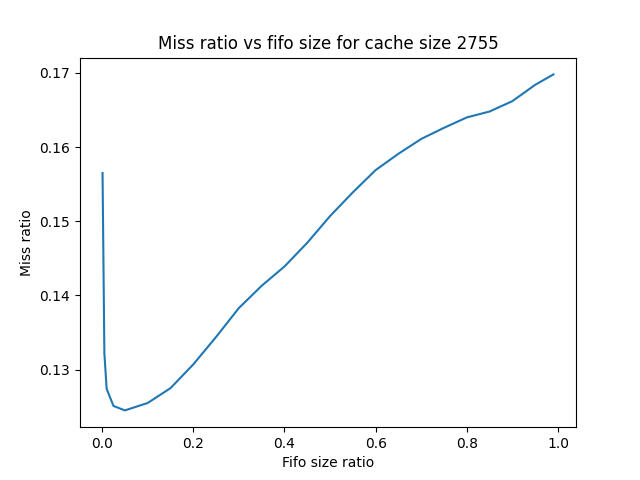 Miss ratio vs fifo size for cache size 2755
0.17
0.16
0.15
0.14
0.13
Miss ratio
0.0 0.2 0.4 0.6 0.8 1.0
Fifo size ratio